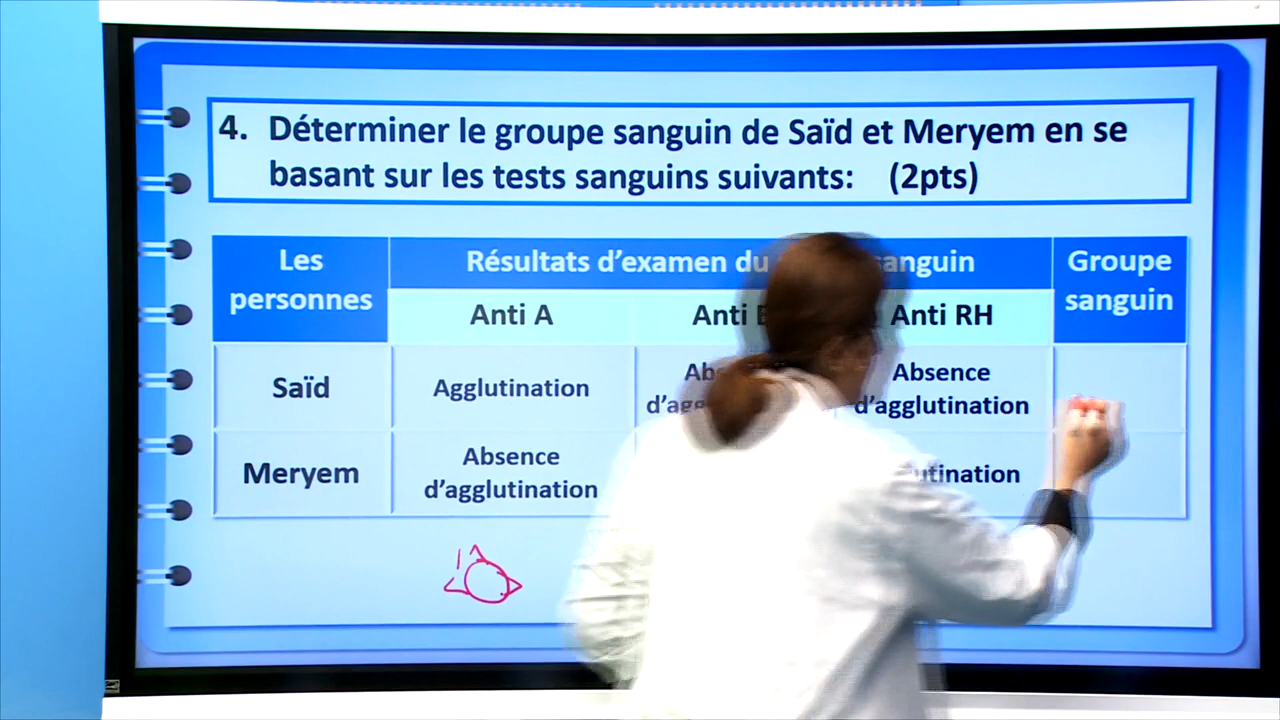 4. Déterminer le groupe sanguin de Saïd et Meryem en se
basant sur les tests sanguins suivants: (2pts)
Les
personnes
Résultats d'examen du sanguin
Groupe
sanguin
Anti A
Anti
Anti RH
Saïd
Agglutination
Absence
d'agglutination
Meryem
Absence
d'agglutination